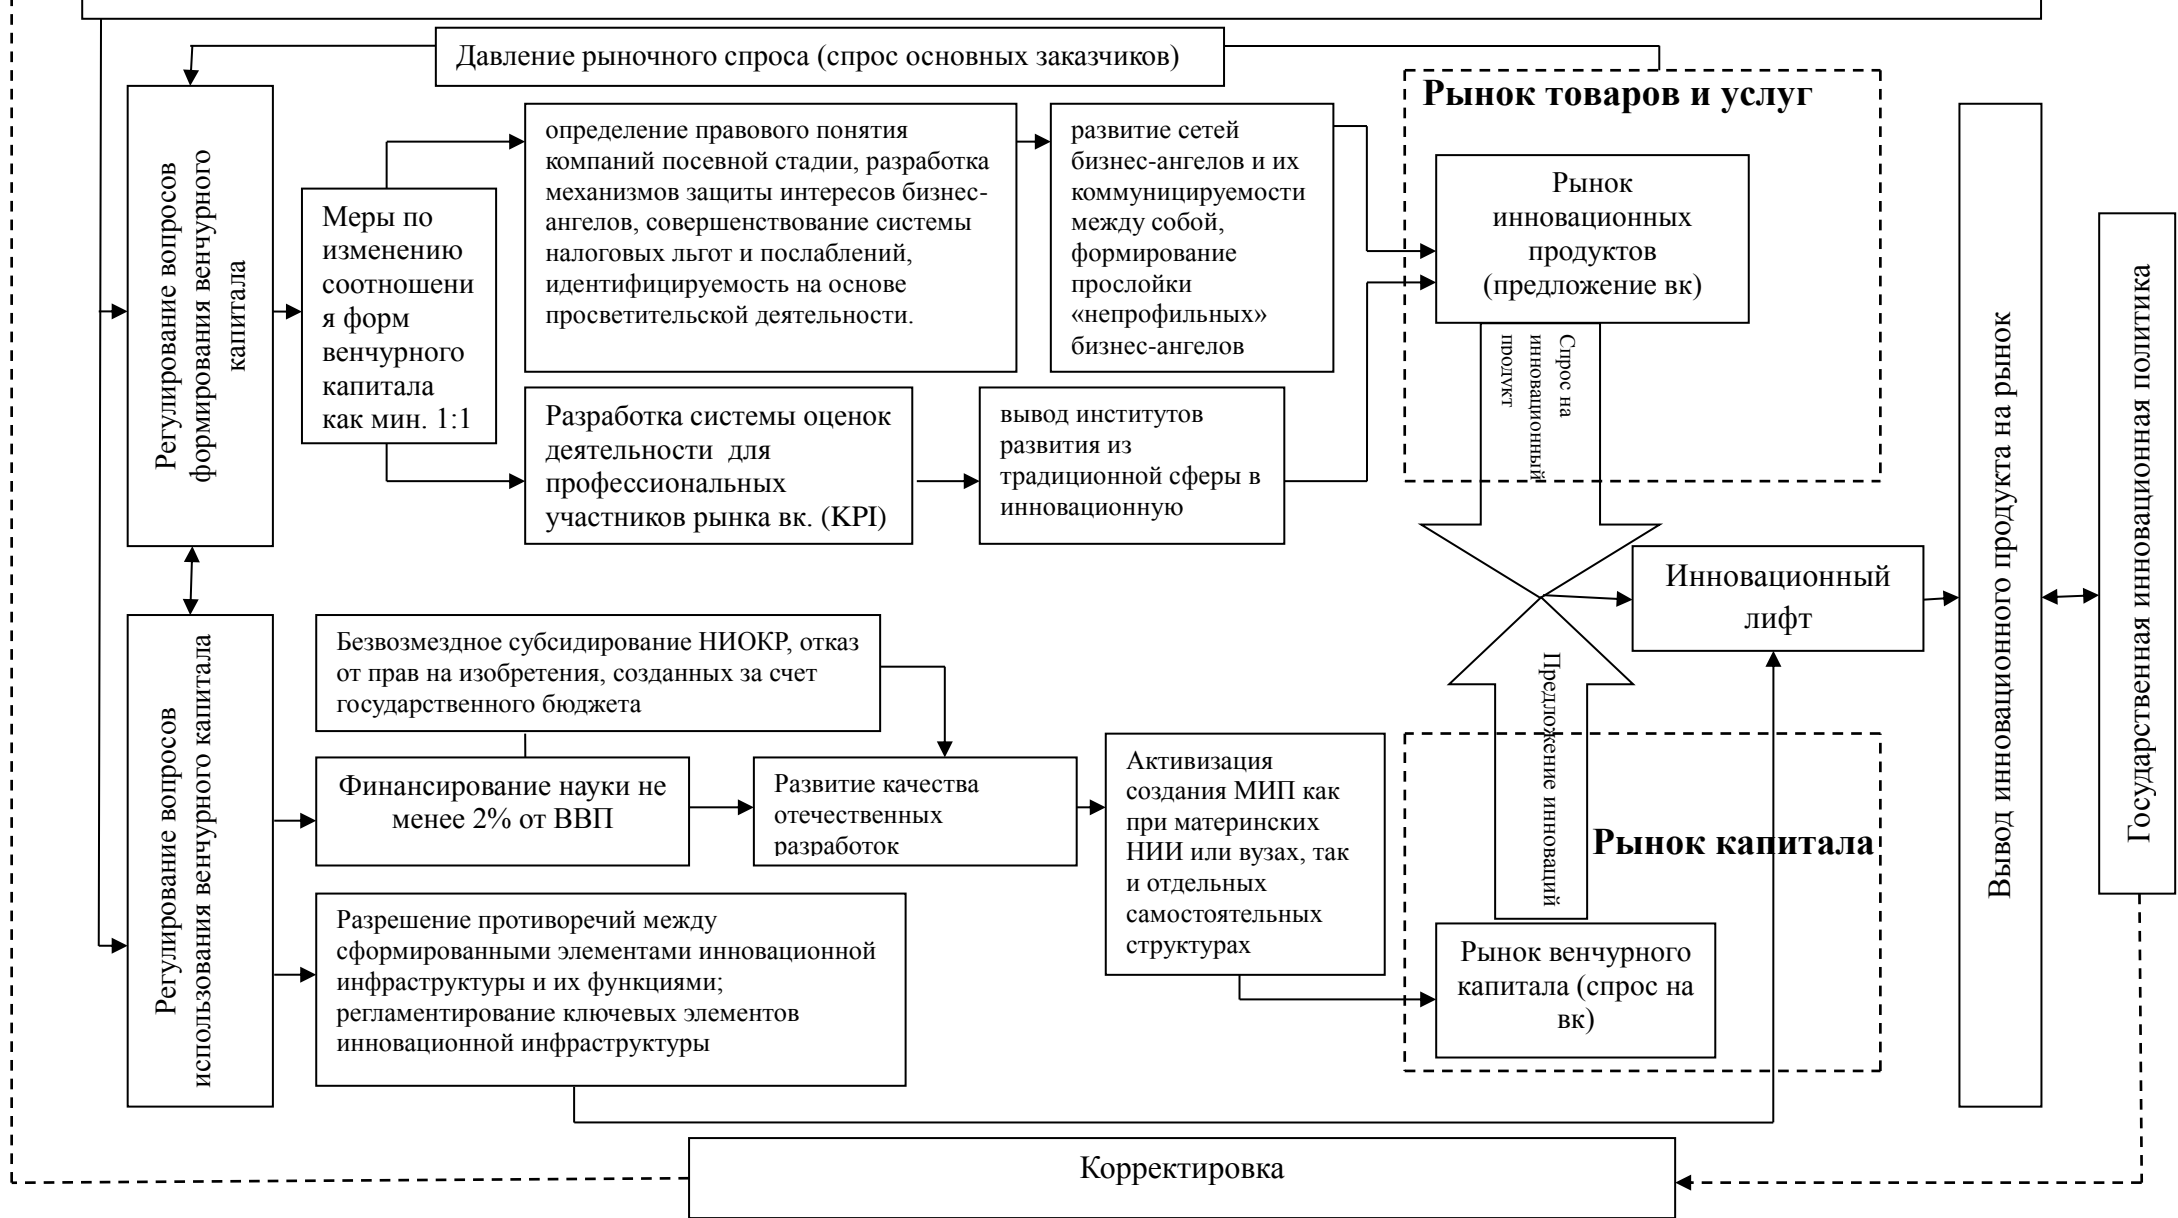 Давление рыночного спроса (спрос основных заказчиков)
Рынок товаров и услуг
Регулирование вопросов
формирования венчурного
капитала
Меры по
изменению
соотношени
я форм
венчурного
капитала
как мин. 1:1
определение правового понятия
компаний посевной стадии, разработка
механизмов защиты интересов бизнес-
ангелов, совершенствование системы
налоговых льгот и послаблений,
идентифицируемость на основе
просветительской деятельности.
развитие сетей
бизнес-ангелов и их
коммуницируемости
между собой,
формирование
прослойки
«непрофильных»
бизнес-ангелов
Рынок
инновационных
продуктов
(предложение вк)
Спрос на
инновационный
продукт
Разработка системы оценок
деятельности для
профессиональных
участников рынка вк. (KPI)
вывод институтов
развития из
традиционной сферы в
инновационную
Инновационный
лифт
Вывод инновационного продукта на рынок
Государственная инновационная политика
Регулирование вопросов
использования венчурного капитала
Безвозмездное субсидирование НИОКР, отказ
от прав на изобретения, созданных за счет
государственного бюджета
Финансирование науки не
менее 2% от ВВП
Развитие качества
отечественных
разработок
Активизация
создания МИП как
при материнских
НИИ или вузах, так
и отдельных
самостоятельных
структурах
Предложение инноваций
Рынок капитала
Рынок венчурного
капитала (спрос на
вк)
Разрешение противоречий между
сформированными элементами инновационной
инфраструктуры и их функциями;
регламентирование ключевых элементов
инновационной инфраструктуры
Корректировка